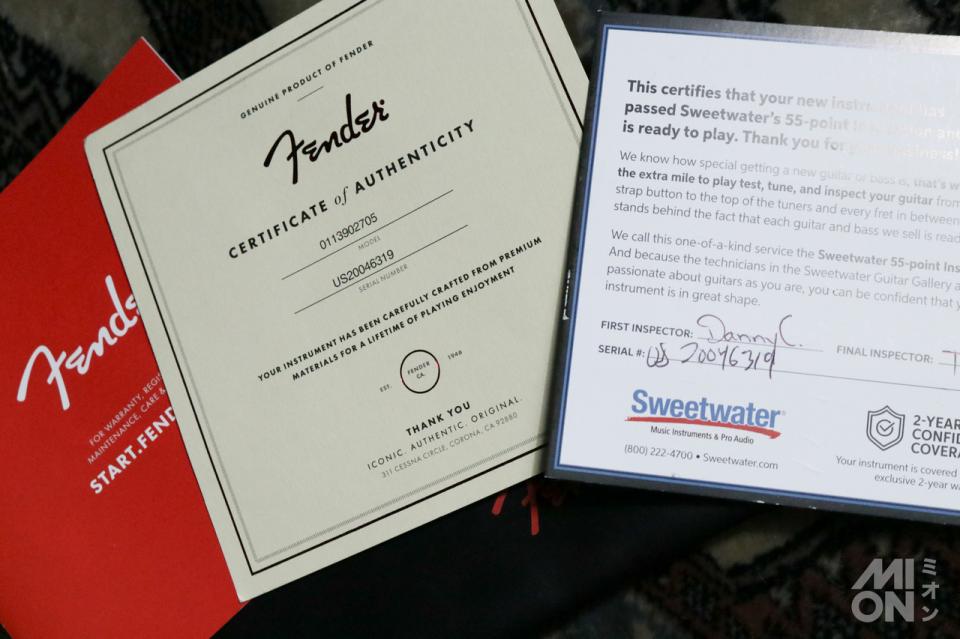 Fende
FOR WARRANTY, REGI
MAINTENANCE, CARE &
START.FEND
GENUINE PRODUCT OF FENDER
Fender
CERTIFICATE of AUTHENTICITY
0113902705
MODEL
US20046319
SERIAL NUMBER
YOUR INSTRUMENT HAS BEEN CAREFULLY CRAFTED FROM PREMIUM
MATERIALS FOR A LIFETIME OF PLAYING ENJOYMENT
EST. FENDER CA. 1946
THANK YOU
ICONIC. AUTHENTIC. ORIGINAL.
311 CESSNA CIRCLE, CORONA, CA 92880
This certifies that your new instrument has
passed Sweetwater's 55-point Inspection and
is ready to play. Thank you for your business!
We know how special getting a new guitar or bass is, that's w
the extra mile to play test, tune, and inspect your guitar from
strap button to the top of the tuners and every fret in between
stands behind the fact that each guitar and bass we sell is read
We call this one-of-a-kind service the Sweetwater 55-point Ins
And because the technicians in the Sweetwater Guitar Gallery a
passionate about guitars as you are, you can be confident that y
instrument is in great shape.
FIRST INSPECTOR: Danny C. FINAL INSPECTOR: T
SERIAL #: US 20046319
Sweetwater®
Music Instruments & Pro Audio
(800) 222-4700 • Sweetwater.com
2-YEAR
CONFID
COVERA
Your instrument is covered
exclusive 2-year wa
MI
ON
ミオン